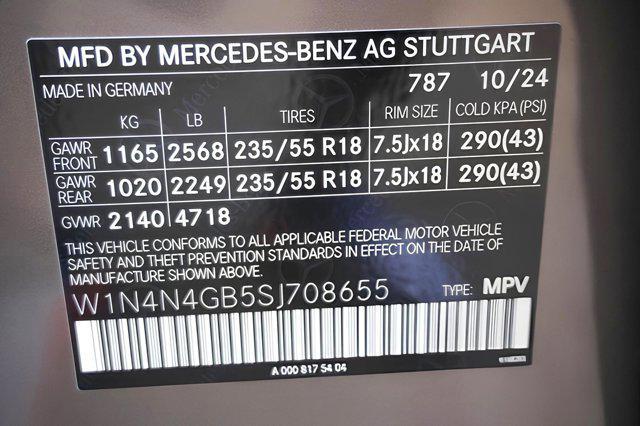 MFD BY MERCEDES-BENZ AG STUTTGART
MADE IN GERMANY 787 10/24
KG LB TIRES RIM SIZE COLD KPA (PSI)
GAWR FRONT 1165 2568 235/55 R18 7.5Jx18 290(43)
GAWR REAR 1020 2249 235/55 R18 7.5Jx18 290(43)
GVWR 2140 4718
THIS VEHICLE CONFORMS TO ALL APPLICABLE FEDERAL MOTOR VEHICLE
SAFETY AND THEFT PREVENTION STANDARDS IN EFFECT ON THE DATE OF
MANUFACTURE SHOWN ABOVE.
W1N4N4GB5SJ708655 TYPE: MPV
A 000 817 54 04